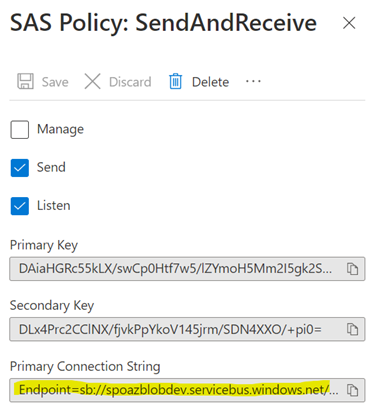 SAS Policy: SendAndReceive
Save Discard Delete ...
Manage
Send
Listen
Primary Key
DAiaHGRc55kLX/swCp0Htf7w5/lZYmoH5Mm2I5gk2S...
Secondary Key
DLx4Prc2CClNX/fjvkPpYkoV145jrm/SDN4XXO/+pi0=
Primary Connection String
Endpoint=sb://spoazblobdev.servicebus.windows.net/...